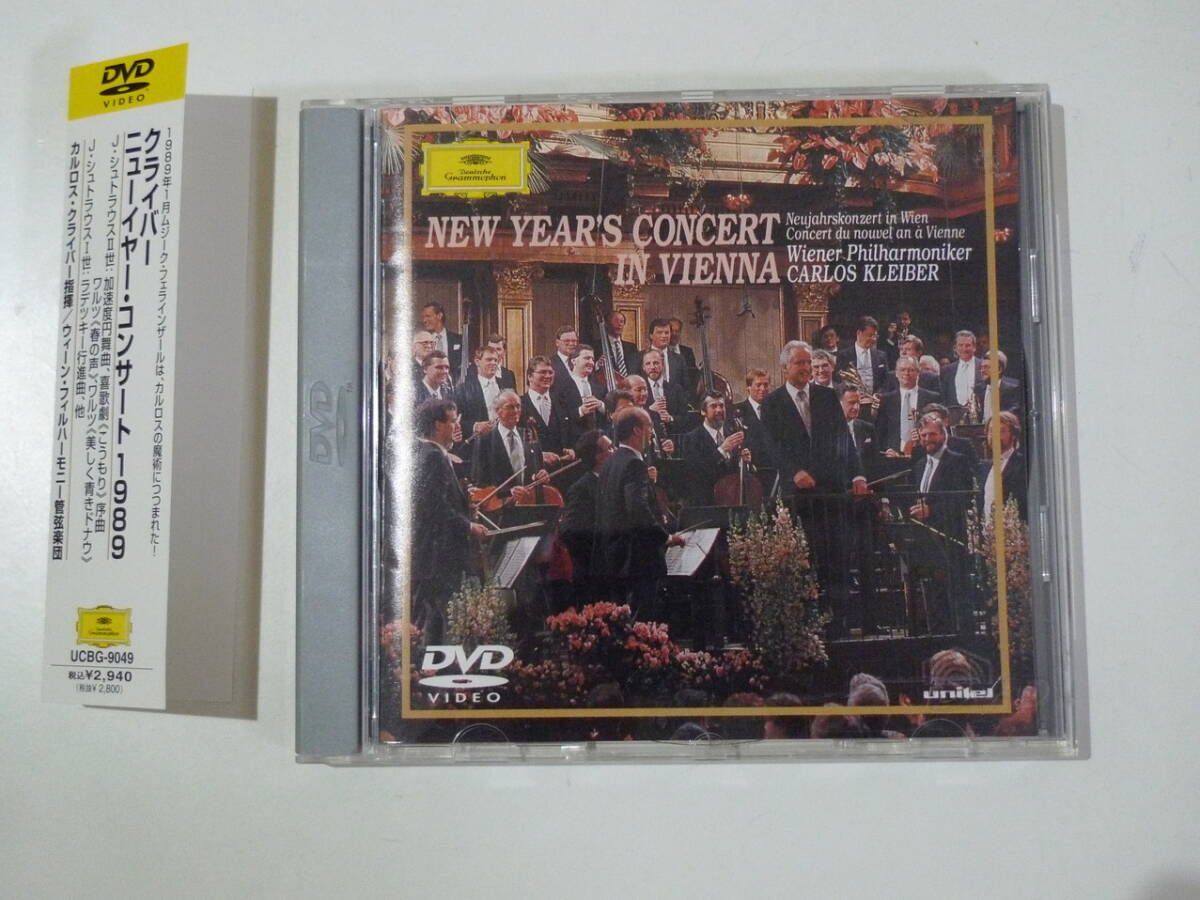 DVD
VIDEO
1989年1月ムジーク・フェラインザールは、カルロスの魔術につつまれた!
クライバー
ニューイヤー・コンサート 1989
J・シュトラウスⅡ世:加速度円舞曲、喜歌劇《こうもり》序曲
ワルツ《春の声》ワルツ《美しく青きドナウ》
J・シュトラウスⅠ世:ラデツキー行進曲、他
カルロス・クライバー指揮/ウィーン・フィルハーモニー管弦楽団
Deutsche
Grammophon
UCBG-9049
税込¥2,940
(税抜¥2,800)
DVD
Deutsche
Grammophon
NEW YEAR'S CONCERT
IN VIENNA
Neujahrskonzert in Wien
Concert du nouvel an à Vienne
Wiener Philharmoniker
CARLOS KLEIBER
DVD
VIDEO
unitel